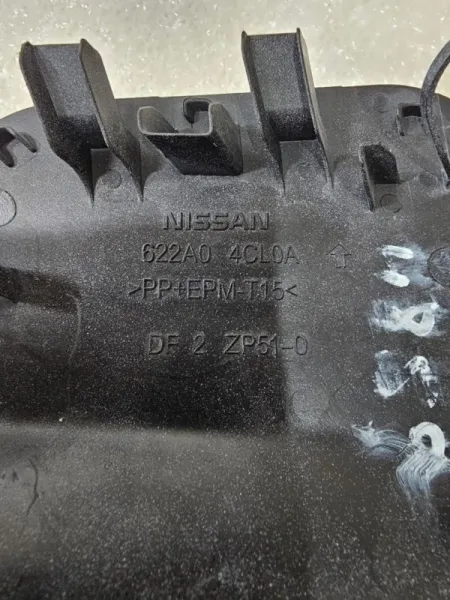 NISSAN
622A0 4CL0A
>PP+EPM-T15<
DF 2 ZP51-0